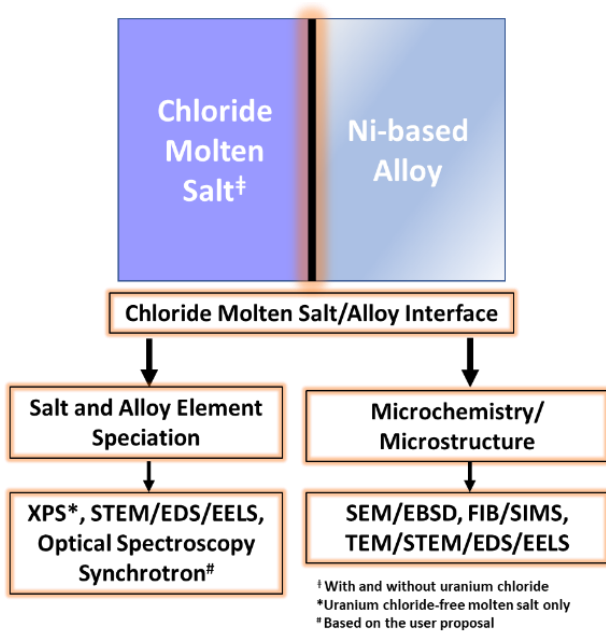 Chloride
Molten
Salt‡
Ni-based
Alloy
Chloride Molten Salt/Alloy Interface
Salt and Alloy Element
Speciation
Microchemistry/
Microstructure
XPS*, STEM/EDS/EELS,
Optical Spectroscopy
Synchrotron#
SEM/EBSD, FIB/SIMS,
TEM/STEM/EDS/EELS
‡ With and without uranium chloride
*Uranium chloride-free molten salt only
# Based on the user proposal